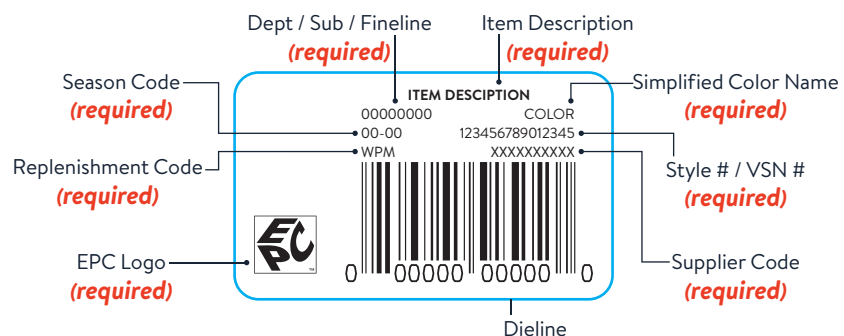 Dept / Sub / Fineline
(required)
Item Description
(required)
Season Code
(required)
Simplified Color Name
(required)
ITEM DESCIPTION
00000000
COLOR
00-00
123456789012345
WPM
XXXXXXXXXX
Replenishment Code
(required)
Style # / VSN #
(required)
EPC
TM
EPC Logo
(required)
0 00000 00000 0
Supplier Code
(required)
Dieline